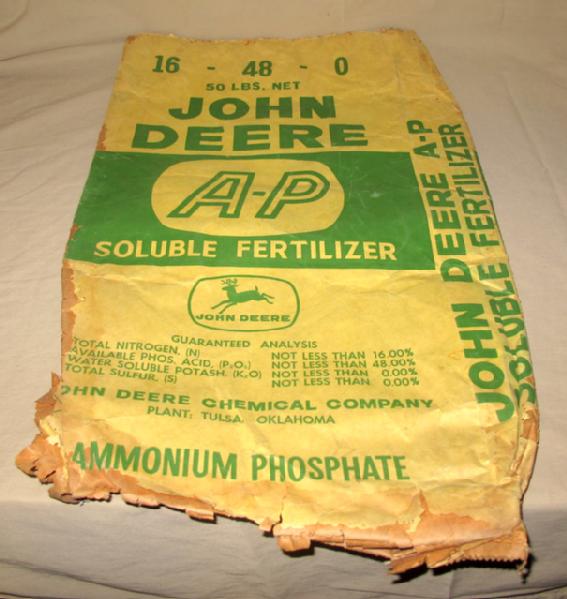 16 - 48 - 0
50 LBS. NET
JOHN
DEERE
A-P
SOLUBLE FERTILIZER
JOHN DEERE
GUARANTEED ANALYSIS
TOTAL NITROGEN, (N) NOT LESS THAN 16.00%
AVAILABLE PHOS. ACID, (P₂O₅) NOT LESS THAN 48.00%
WATER SOLUBLE POTASH, (K₂O) NOT LESS THAN 0.00%
TOTAL SULFUR, (S) NOT LESS THAN 0.00%
OHN DEERE CHEMICAL COMPANY
PLANT: TULSA, OKLAHOMA
AMMONIUM PHOSPHATE
JOHN DEERE A-P
SOLUBLE FERTILIZER